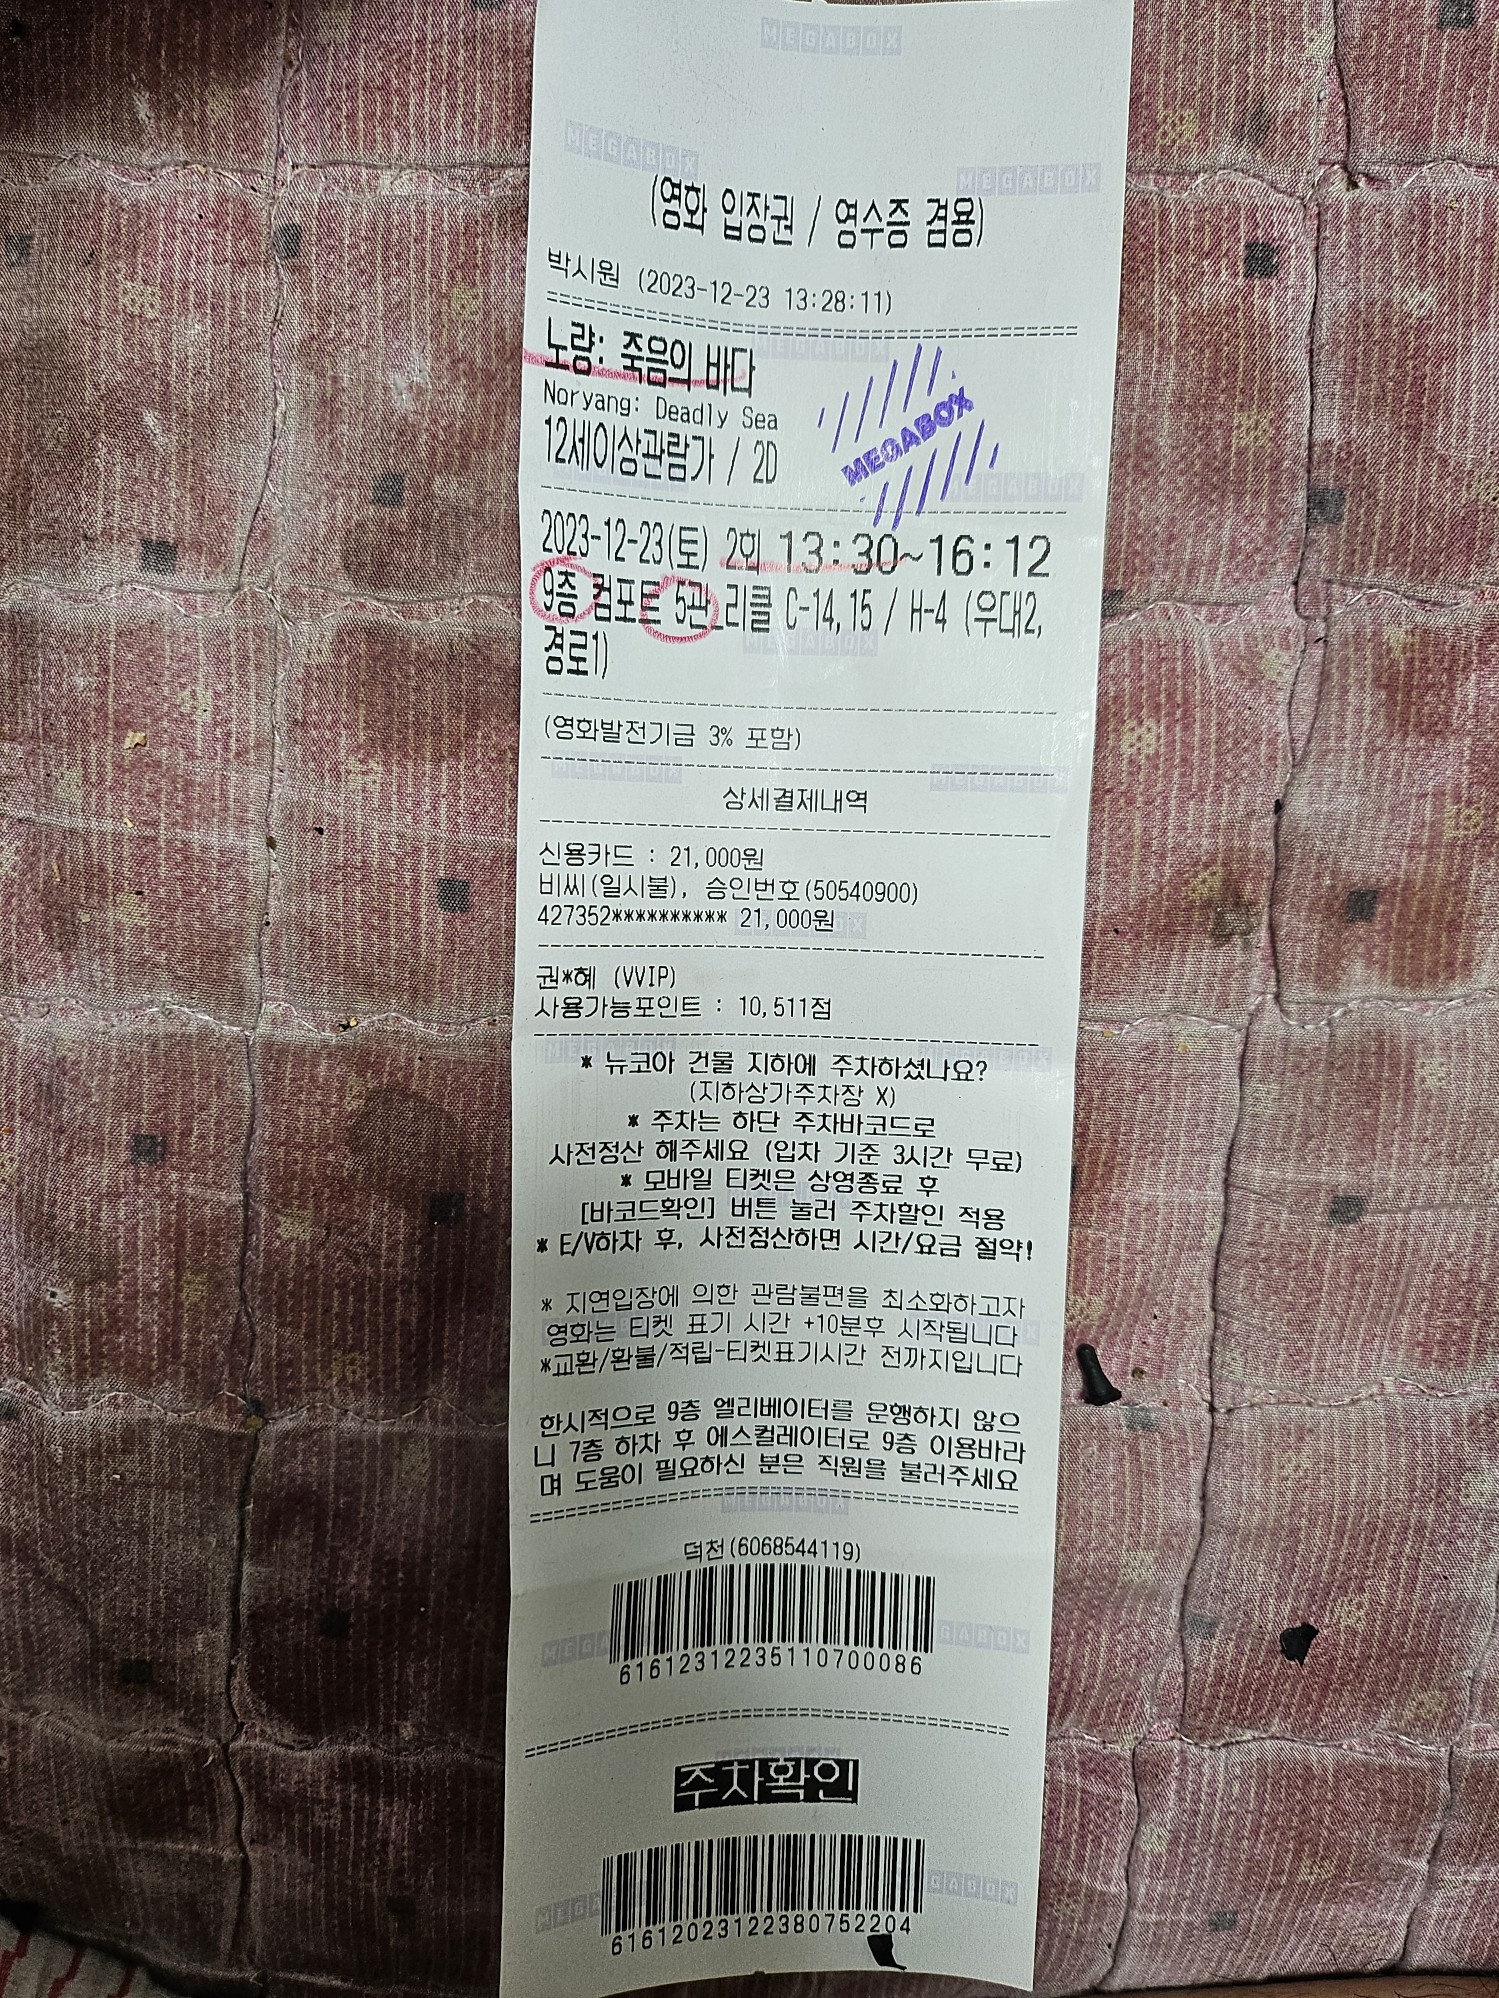 MEGABOX
MEGABOX
MEGABOX
(영화 입장권 / 영수증 겸용)
박시원 (2023-12-23 13:28:11)
노량: 죽음의 바다
MEGABOX
Noryang: Deadly Sea
12세이상관람가 / 2D
MEGABOX
MEGABOX
2023-12-23(토) 2회 13:30~16:12
9층 컴포트 5관_리클 C-14,15 / H-4 (우대2,
경로1)
MEGABOX
(영화발전기금 3% 포함)
MEGABOX
MEGABOX
상세결제내역
신용카드 : 21,000원
비씨(일시불), 승인번호(50540900)
427352********** 21,000원
권*혜 (VVIP)
사용가능포인트 : 10,511점
MEGABOX
MEGABOX
* 뉴코아 건물 지하에 주차하셨나요?
(지하상가주차장 X)
* 주차는 하단 주차바코드로
사전정산 해주세요 (입차 기준 3시간 무료)
* 모바일 티켓은 상영종료 후
[바코드확인] 버튼 눌러 주차할인 적용
* E/V하차 후, 사전정산하면 시간/요금 절약!
* 지연입장에 의한 관람불편을 최소화하고자
영화는 티켓 표기 시간 +10분후 시작됩니다
*교환/환불/적립-티켓표기시간 전까지입니다
한시적으로 9층 엘리베이터를 운행하지 않으
니 7층 하차 후 에스컬레이터로 9층 이용바라
며 도움이 필요하신 분은 직원을 불러주세요
MEGABOX
덕천(6068544119)
61612312235110700086
주차확인
MEGABOX
61612023122380752204